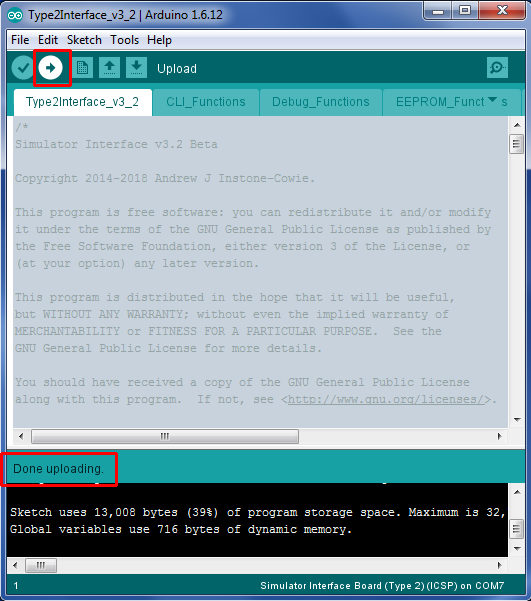 Type2Interface_v3_2 | Arduino 1.6.12
File Edit Sketch Tools Help
Upload
Type2Interface_v3_2 CLI_Functions Debug_Functions EEPROM_Funct s
/*
Simulator Interface v3.2 Beta
Copyright 2014-2018 Andrew J Instone-Cowie.
This program is free software: you can redistribute it and/or modify
it under the terms of the GNU General Public License as published by
the Free Software Foundation, either version 3 of the License, or
(at your option) any later version.
This program is distributed in the hope that it will be useful,
but WITHOUT ANY WARRANTY; without even the implied warranty of
MERCHANTABILITY or FITNESS FOR A PARTICULAR PURPOSE.  See the
GNU General Public License for more details.
You should have received a copy of the GNU General Public License
along with this program.  If not, see <http://www.gnu.org/licenses/>.
Done uploading.
Sketch uses 13,008 bytes (39%) of program storage space. Maximum is 32,
Global variables use 716 bytes of dynamic memory.
1 Simulator Interface Board (Type 2) (ICSP) on COM7